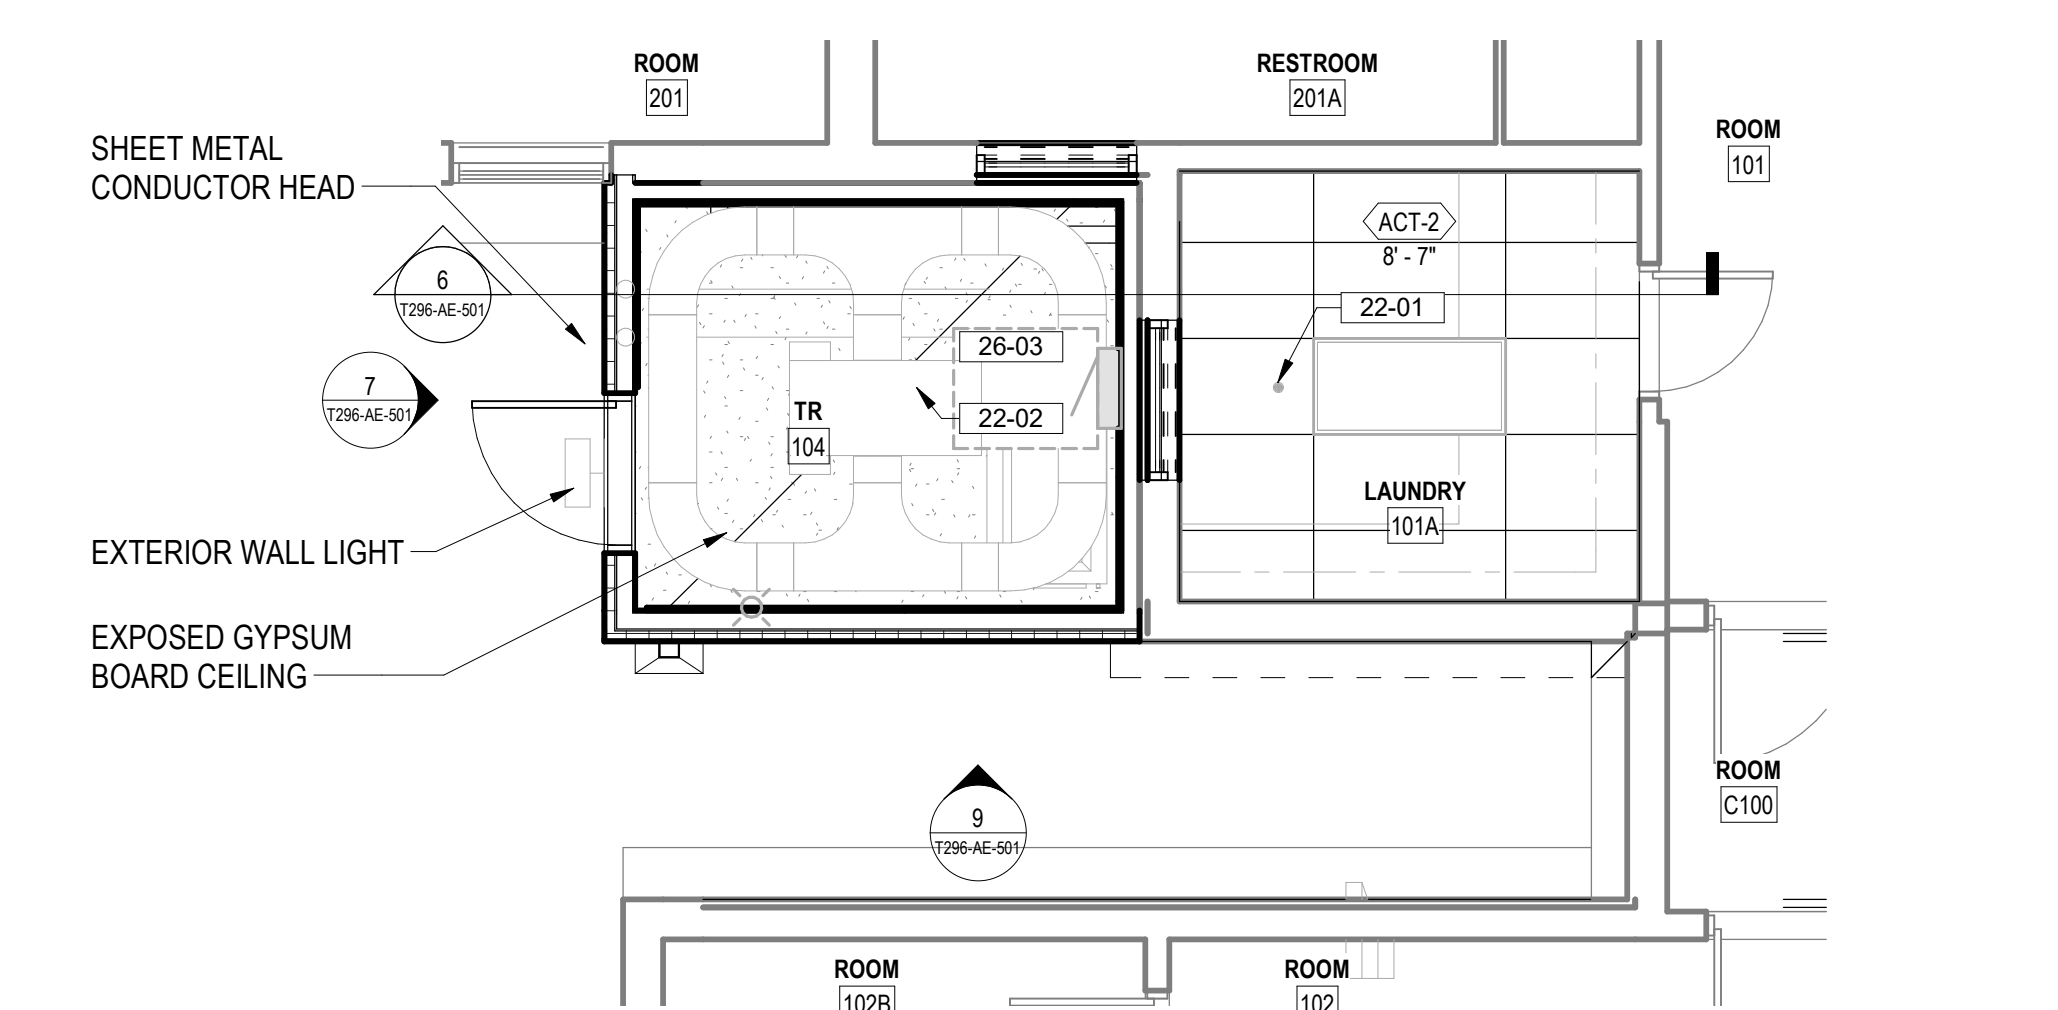 ROOM
201
RESTROOM
201A
ROOM
101
SHEET METAL
CONDUCTOR HEAD
ACT-2
8' - 7"
6
T296-AE-501
22-01
26-03
7
T296-AE-501
TR
104
22-02
LAUNDRY
101A
EXTERIOR WALL LIGHT
EXPOSED GYPSUM
BOARD CEILING
ROOM
C100
9
T296-AE-501
ROOM
102B
ROOM
102